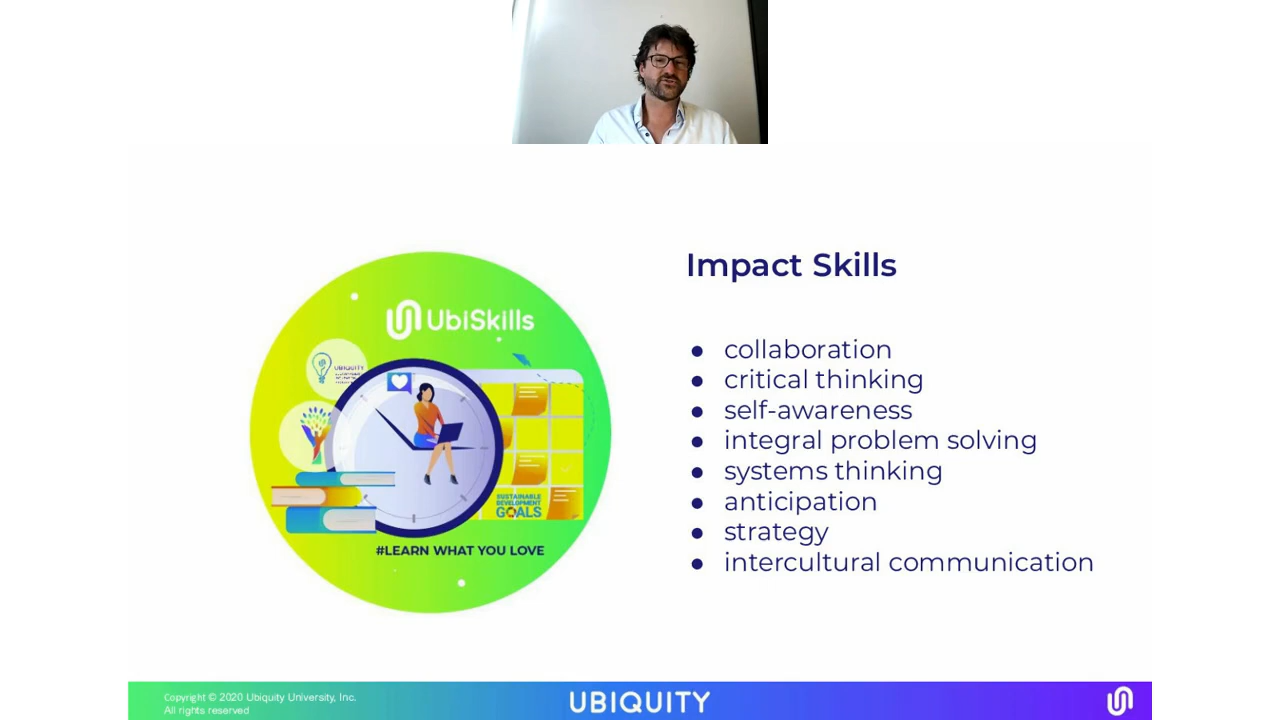 Impact Skills
UbiSkills
UBIQUITY
● collaboration
● critical thinking
● self-awareness
● integral problem solving
● systems thinking
● anticipation
● strategy
● intercultural communication
SUSTAINABLE
DEVELOPMENT
GOALS
#LEARN WHAT YOU LOVE
Copyright © 2020 Ubiquity University, Inc.
All rights reserved
UBIQUITY